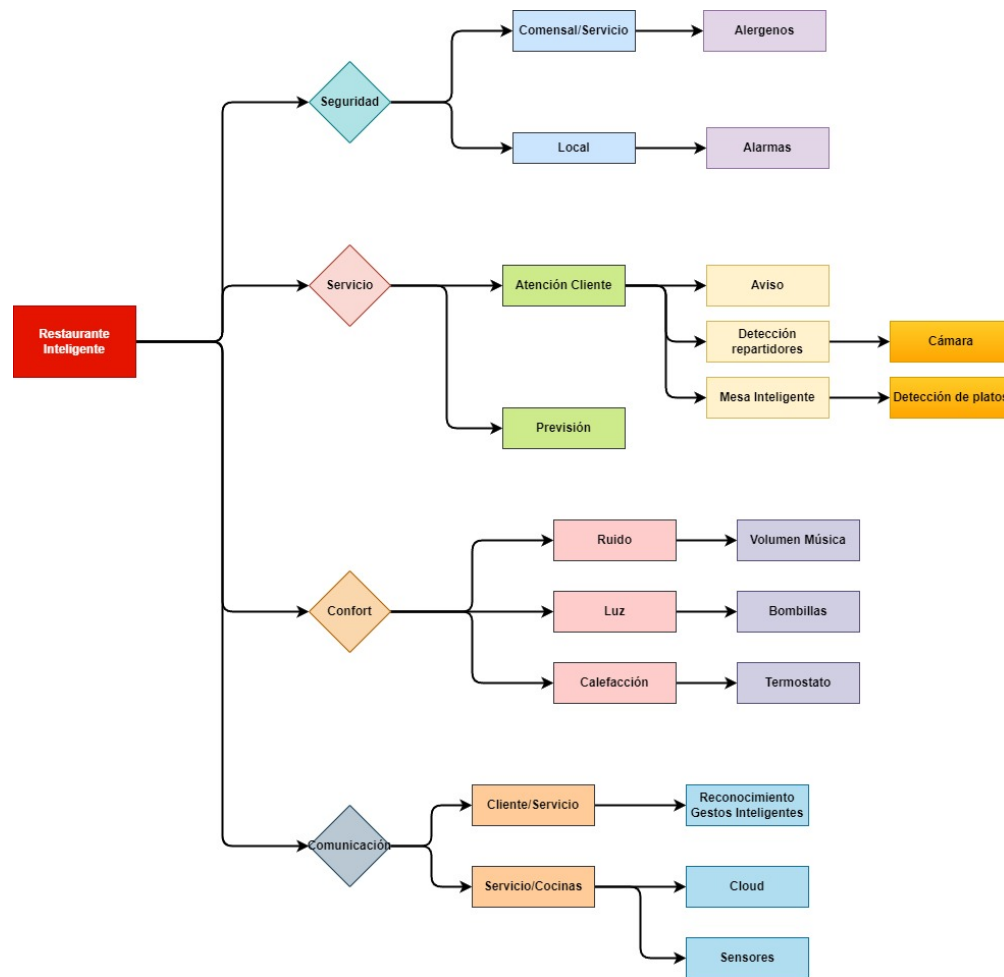 Comensal/Servicio
Alergenos
Seguridad
Local
Alarmas
Servicio
Atención Cliente
Aviso
Restaurante
Inteligente
Detección
repartidores
Cámara
Mesa Inteligente
Detección de platos
Previsión
Ruido
Volumen Música
Confort
Luz
Bombillas
Calefacción
Termostato
Cliente/Servicio
Reconocimiento
Gestos Inteligentes
Comunicación
Servicio/Cocinas
Cloud
Sensores